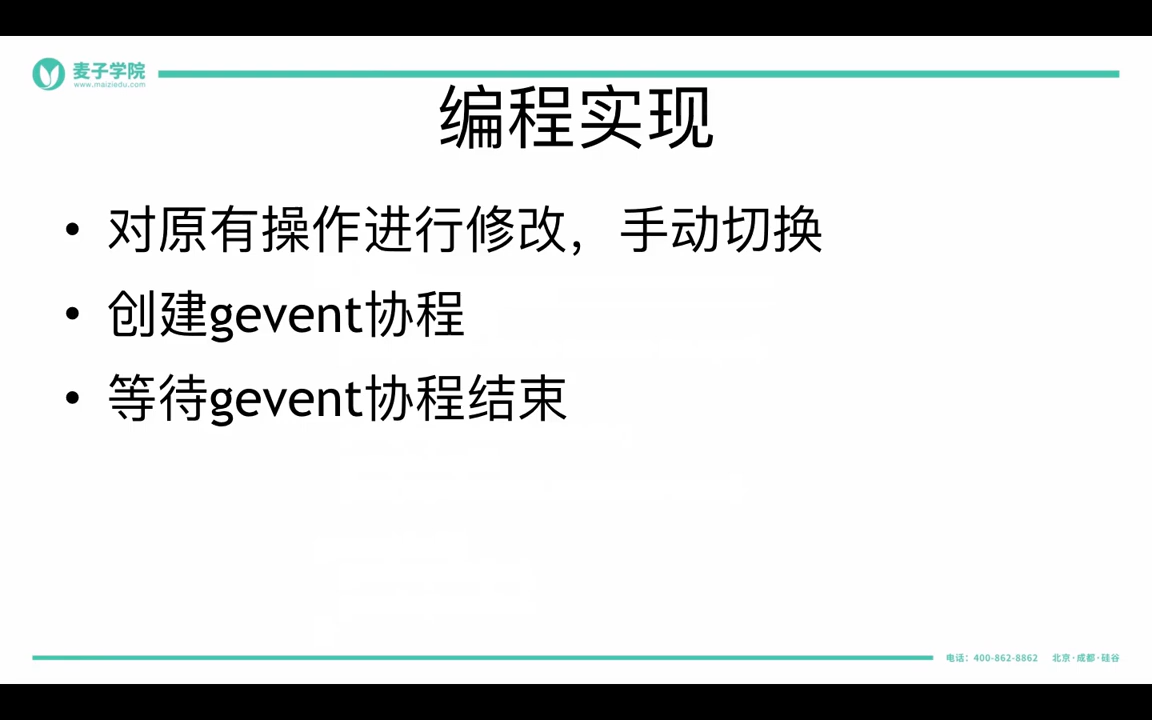 麦子学院
www.maiziedu.com
编程实现
• 对原有操作进行修改，手动切换
• 创建gevent协程
• 等待gevent协程结束
电话：400-862-8862 北京·成都·硅谷